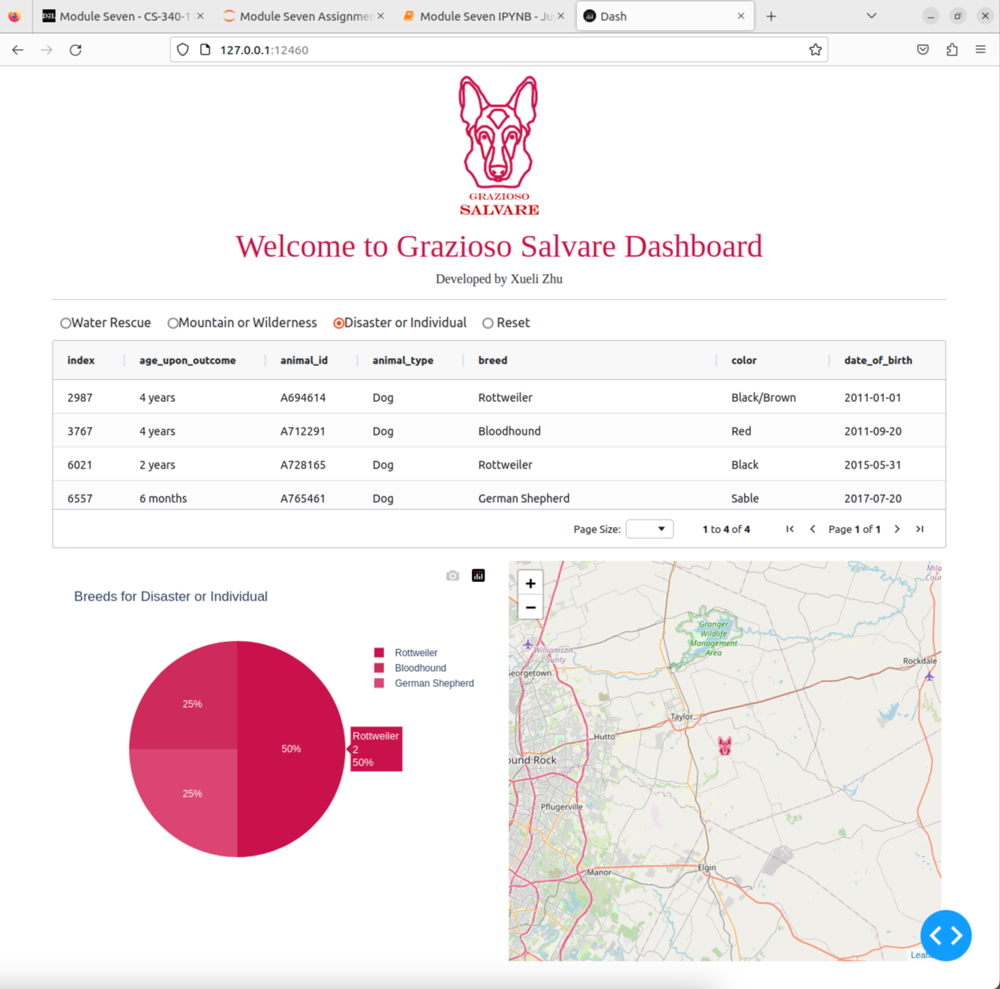 Module Seven - CS-340-1
Module Seven Assignmen
Module Seven IPYNB - Ju
Dash
127.0.0.1:12460
GRAZIOSO
SALVARE
Welcome to Grazioso Salvare Dashboard
Developed by Xueli Zhu
Water Rescue Mountain or Wilderness Disaster or Individual Reset
index age_upon_outcome animal_id animal_type breed color date_of_birth
2987 4 years A694614 Dog Rottweiler Black/Brown 2011-01-01
3767 4 years A712291 Dog Bloodhound Red 2011-09-20
6021 2 years A728165 Dog Rottweiler Black 2015-05-31
6557 6 months A765461 Dog German Shepherd Sable 2017-07-20
Page Size: 1 to 4 of 4 Page 1 of 1
Breeds for Disaster or Individual
Rottweiler
Bloodhound
German Shepherd
25%
50%
25%
Rottweiler
2
50%
+
−
Mila
Cour
Granger
Wildlife
Management
Area
Williamson
County
Georgetown
Rockdale
Taylor
Hutto
ound Rock
Pflugerville
Manor
Elgin
Leafl